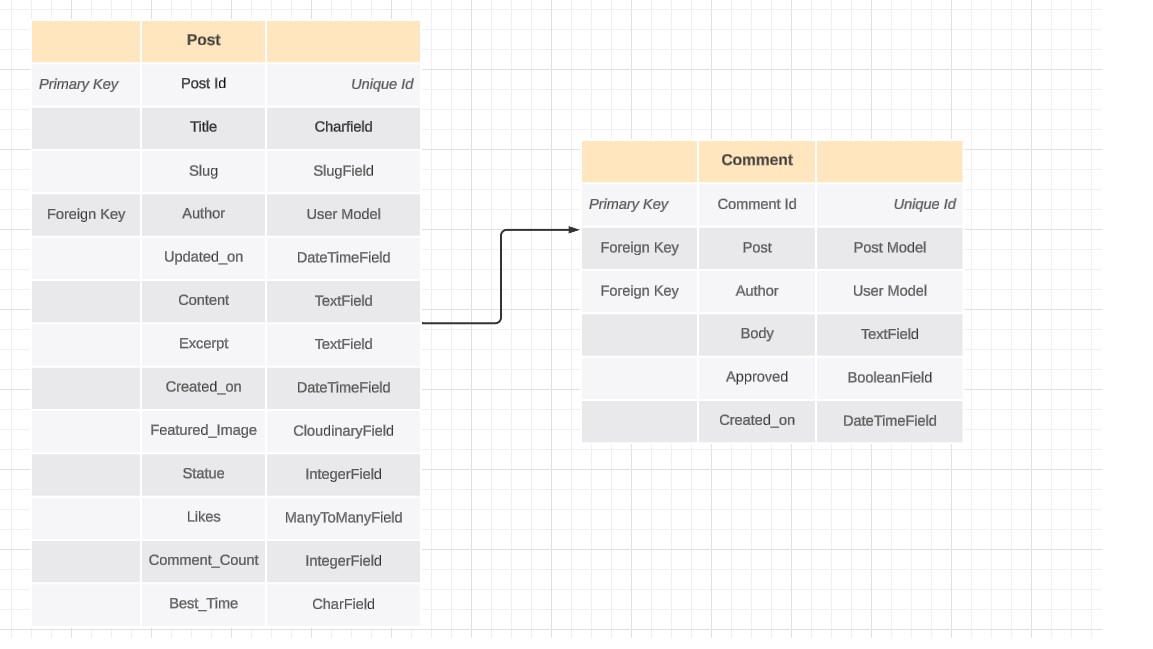 Post
Primary Key Post Id Unique Id
Title Charfield
Slug SlugField
Foreign Key Author User Model
Updated_on DateTimeField
Content TextField
Excerpt TextField
Created_on DateTimeField
Featured_Image CloudinaryField
Statue IntegerField
Likes ManyToManyField
Comment_Count IntegerField
Best_Time CharField
Comment
Primary Key Comment Id Unique Id
Foreign Key Post Post Model
Foreign Key Author User Model
Body TextField
Approved BooleanField
Created_on DateTimeField